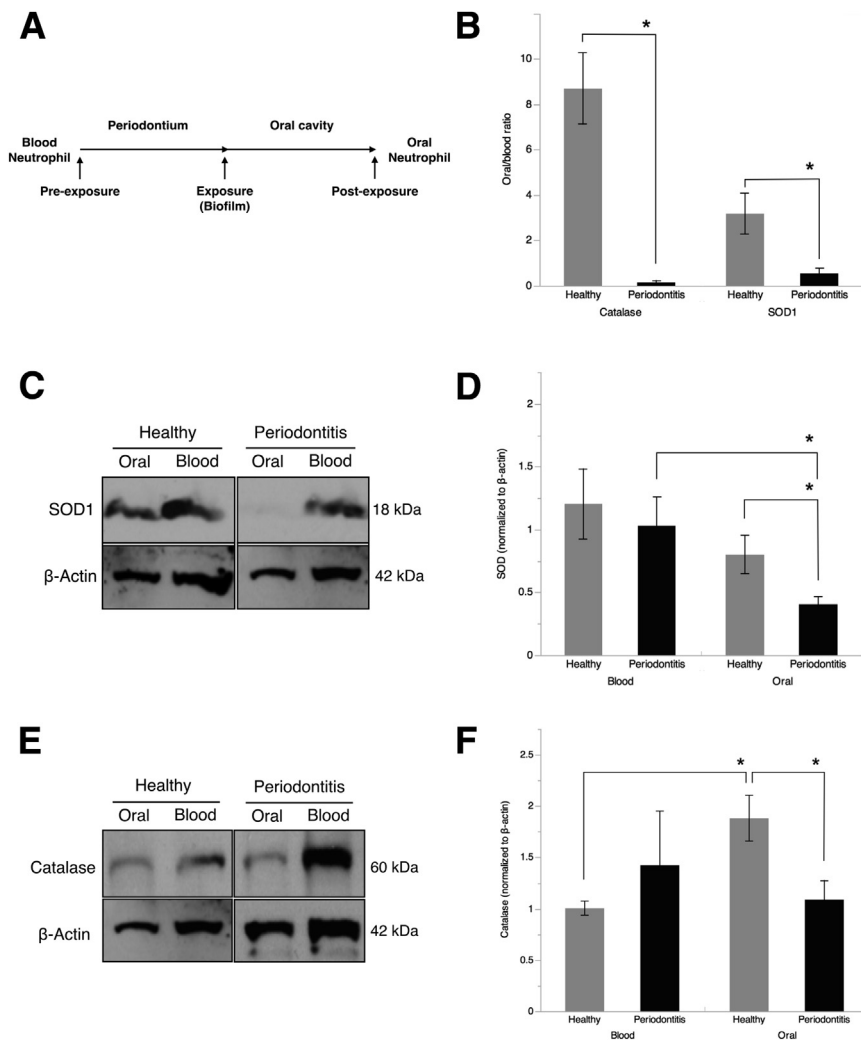 A
Periodontium Oral cavity
Blood Neutrophil
Oral Neutrophil
Pre-exposure
Exposure (Biofilm)
Post-exposure
B
Oral/blood ratio
10
8
6
4
2
0
*
*
Healthy Periodontitis Healthy Periodontitis
Catalase SOD1
C
Healthy Periodontitis
Oral Blood Oral Blood
SOD1 18 kDa
β-Actin 42 kDa
D
SOD (normalized to β-actin)
2
1.5
1
0.5
0
*
*
Healthy Periodontitis Healthy Periodontitis
Blood Oral
E
Healthy Periodontitis
Oral Blood Oral Blood
Catalase 60 kDa
β-Actin 42 kDa
F
Catalase (normalized to β-actin)
2.5
2
1.5
1
0.5
0
* *
Healthy Periodontitis Healthy Periodontitis
Blood Oral